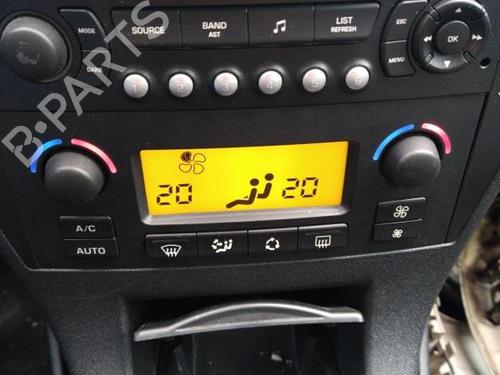 MODE
SOURCE
BAND
AST
LIST
REFRESH
ESC
OK
MENU
DARK
1 2 3 4 5 6
B-PARTS
20 20
A/C
AUTO